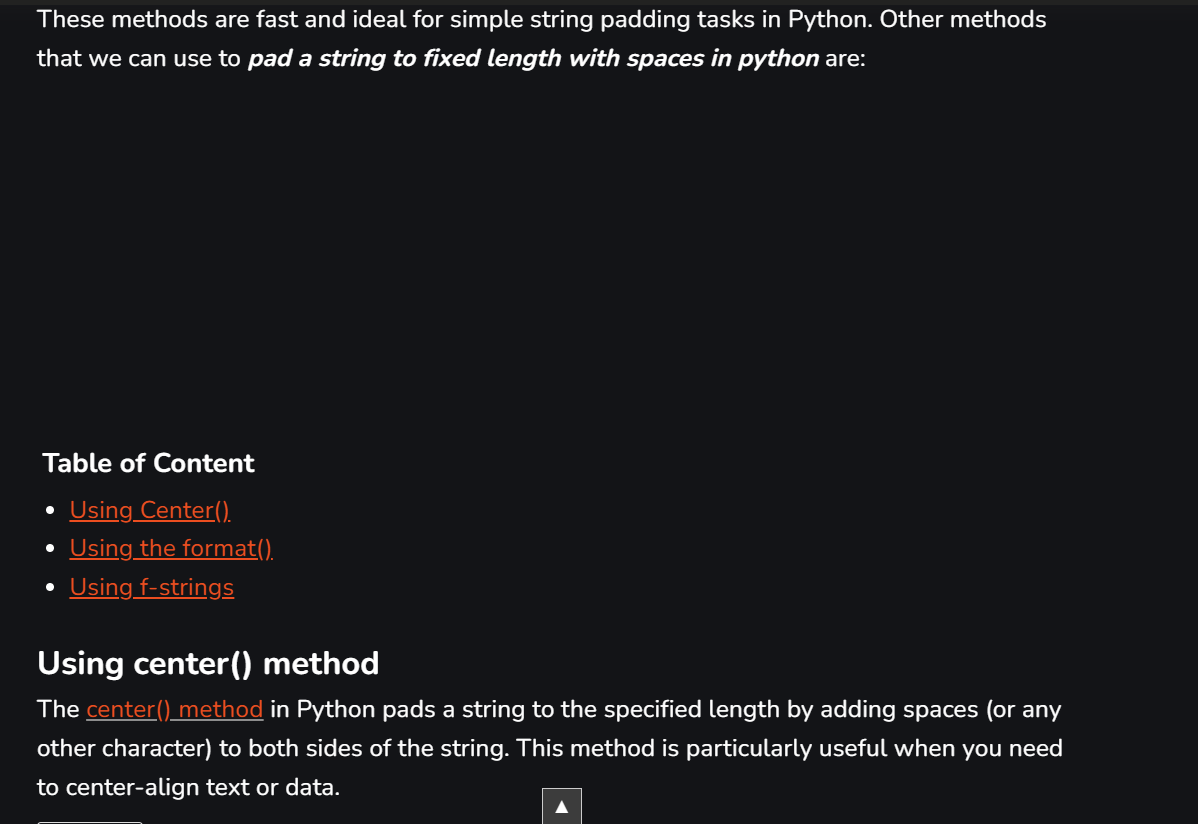 These methods are fast and ideal for simple string padding tasks in Python. Other methods
that we can use to pad a string to fixed length with spaces in python are:
Table of Content
Using Center()
Using the format()
Using f-strings
Using center() method
The center() method in Python pads a string to the specified length by adding spaces (or any
other character) to both sides of the string. This method is particularly useful when you need
to center-align text or data.